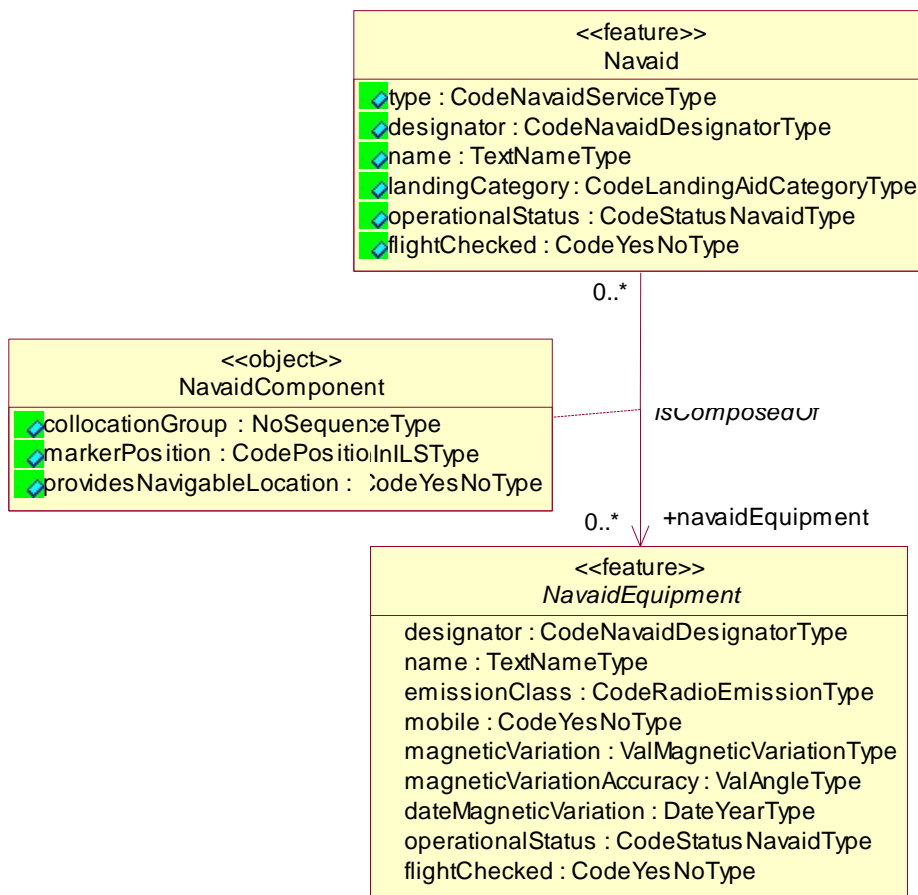 <<feature>>
Navaid
type : CodeNavaidServiceType
designator : CodeNavaidDesignatorType
name : TextNameType
landingCategory : CodeLandingAidCategoryType
operationalStatus : CodeStatusNavaidType
flightChecked : CodeYesNoType
0..*
<<object>>
NavaidComponent
collocationGroup : NoSequenceType
markerPosition : CodePositionInILSType
providesNavigableLocation : CodeYesNoType
isComposedOf
0..*
+navaidEquipment
<<feature>>
NavaidEquipment
designator : CodeNavaidDesignatorType
name : TextNameType
emissionClass : CodeRadioEmissionType
mobile : CodeYesNoType
magneticVariation : ValMagneticVariationType
magneticVariationAccuracy : ValAngleType
dateMagneticVariation : DateYearType
operationalStatus : CodeStatusNavaidType
flightChecked : CodeYesNoType